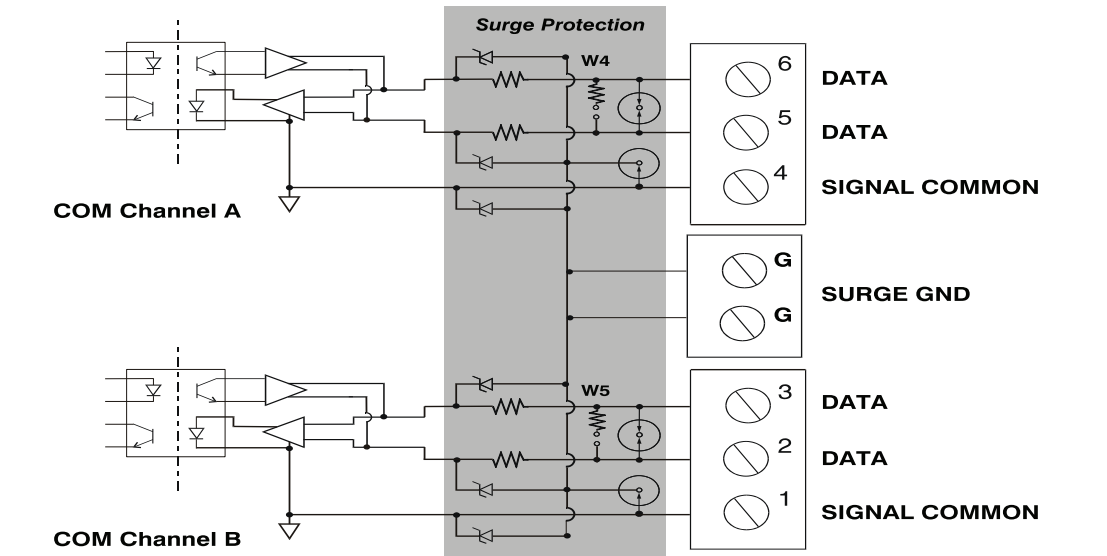 Surge Protection
W4
6
DATA
5
DATA
4
SIGNAL COMMON
COM Channel A
G
SURGE GND
G
W5
3
DATA
2
DATA
1
SIGNAL COMMON
COM Channel B